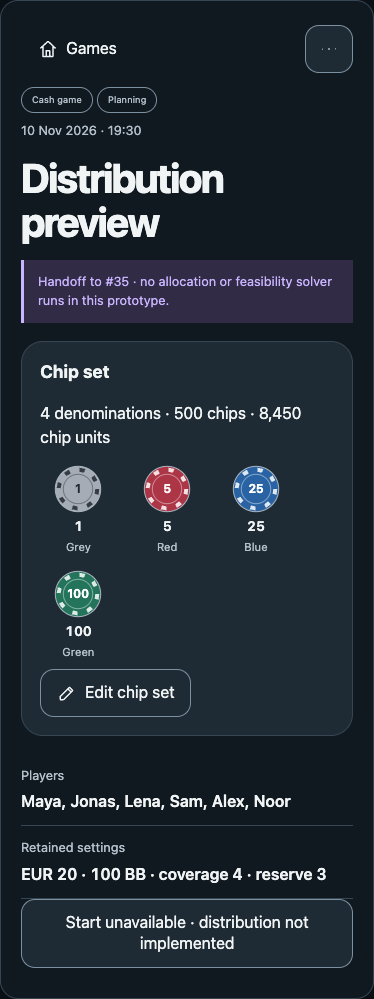 Games
...
Cash game Planning
10 Nov 2026 · 19:30
Distribution
preview
Handoff to #35 · no allocation or feasibility solver
runs in this prototype.
Chip set
4 denominations · 500 chips · 8,450
chip units
1 5 25
1 5 25
Grey Red Blue
100
100
Green
Edit chip set
Players
Maya, Jonas, Lena, Sam, Alex, Noor
Retained settings
EUR 20 · 100 BB · coverage 4 · reserve 3
Start unavailable · distribution not
implemented